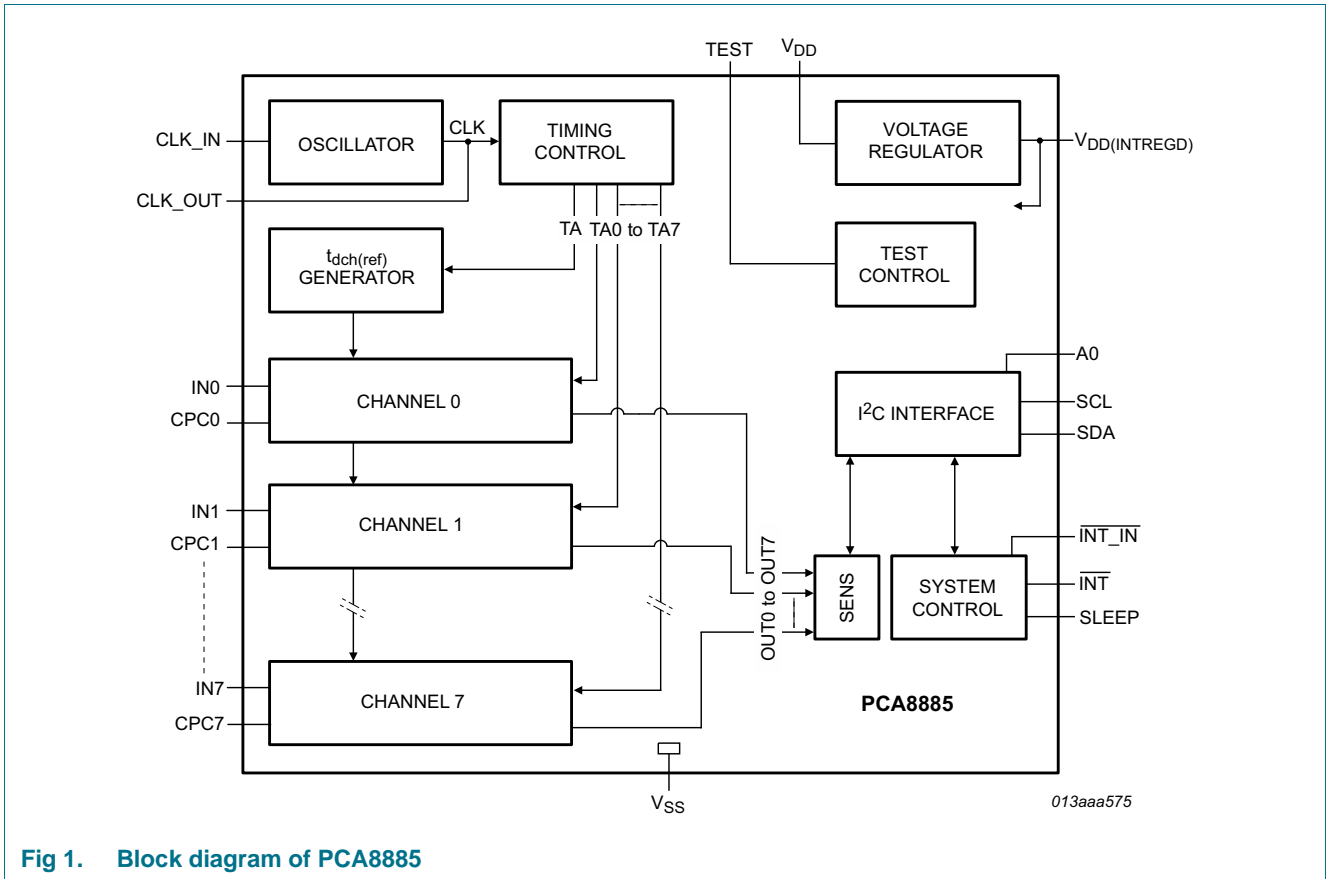 TEST
VDD
CLK_IN
OSCILLATOR
CLK
TIMING
CONTROL
VOLTAGE
REGULATOR
VDD(INTREGD)
CLK_OUT
TA
TA0 to TA7
tdch(ref)
GENERATOR
TEST
CONTROL
IN0
CPC0
CHANNEL 0
A0
I2C INTERFACE
SCL
SDA
IN1
CPC1
CHANNEL 1
OUT0 to OUT7
SENS
SYSTEM
CONTROL
INT_IN
INT
SLEEP
IN7
CPC7
CHANNEL 7
PCA8885
VSS
013aaa575
Fig 1. Block diagram of PCA8885